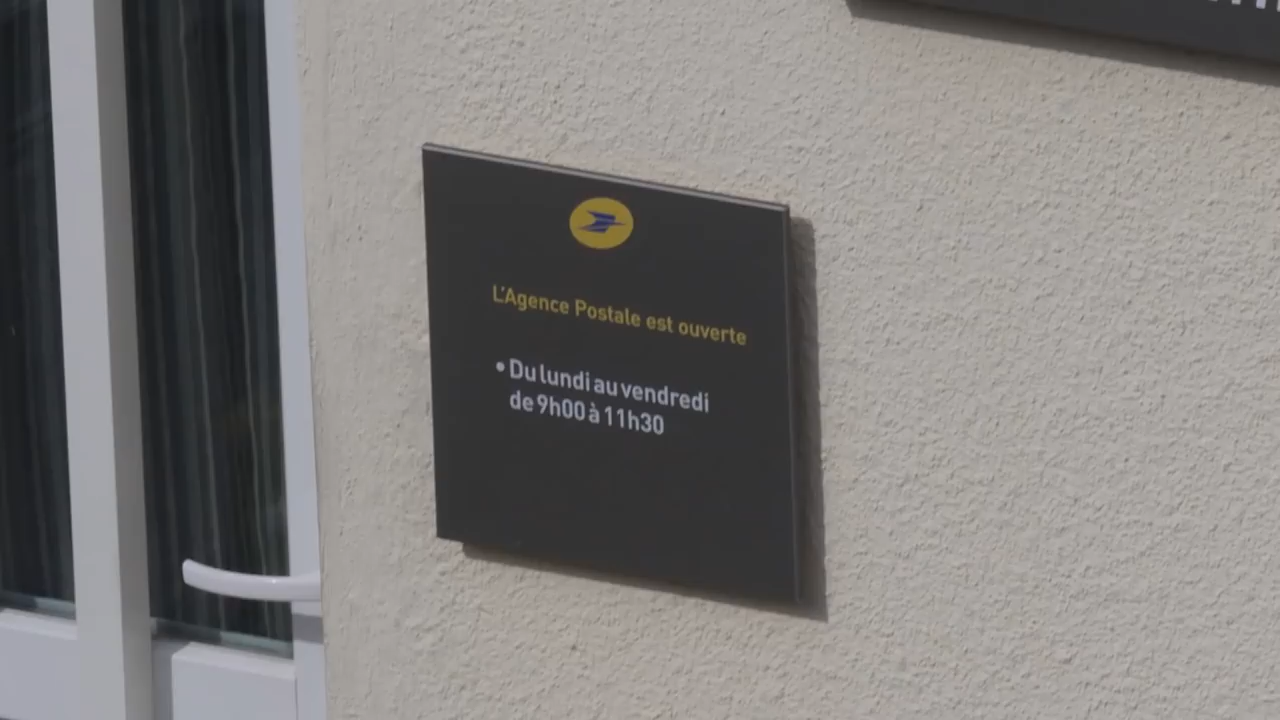 L'Agence Postale est ouverte
• Du lundi au vendredi
de 9h00 à 11h30